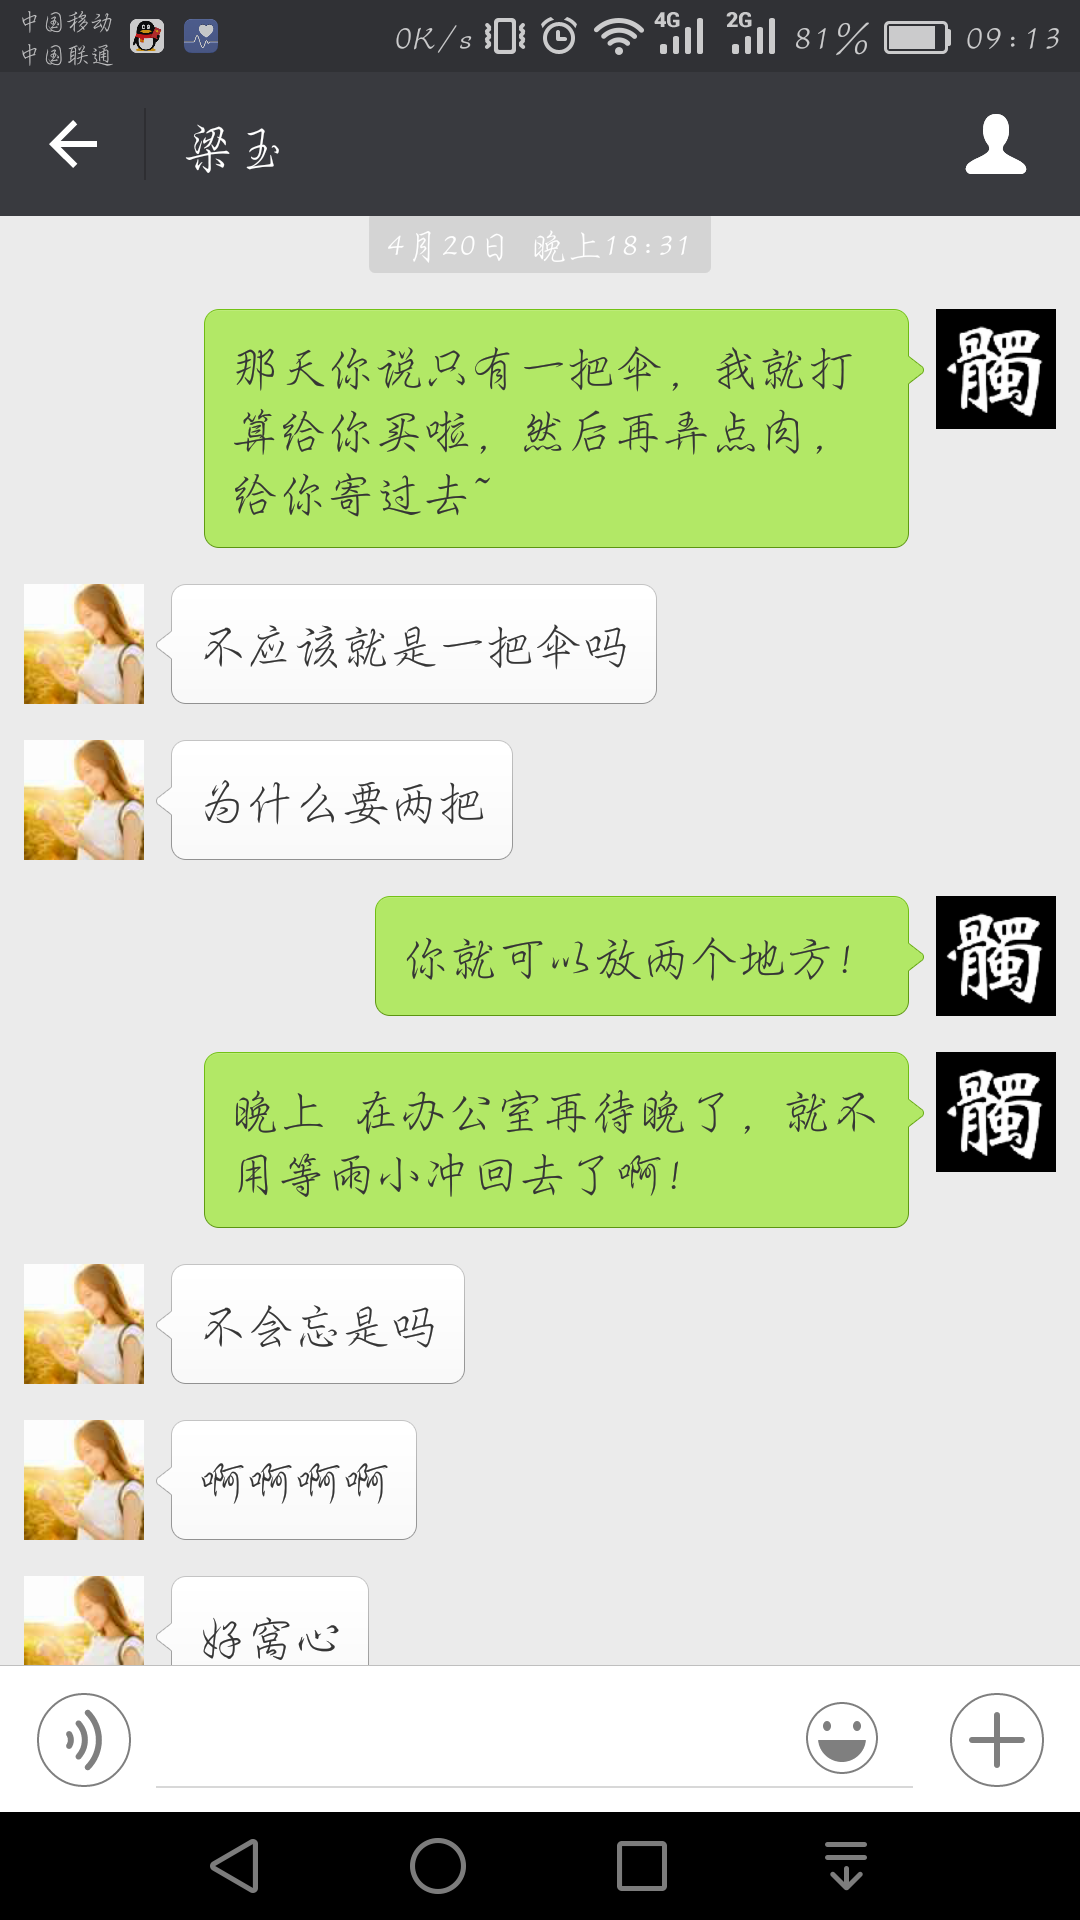 中国移动
中国联通
0K/s
4G
2G
81%
09:13
梁玉
4月20日 晚上18:31
那天你说只有一把伞，我就打
算给你买啦，然后再弄点肉，
给你寄过去~
髑
不应该就是一把伞吗
为什么要两把
你就可以放两个地方！
髑
晚上 在办公室再待晚了，就不
用等雨小冲回去了啊！
髑
不会忘是吗
啊啊啊啊
好窝心